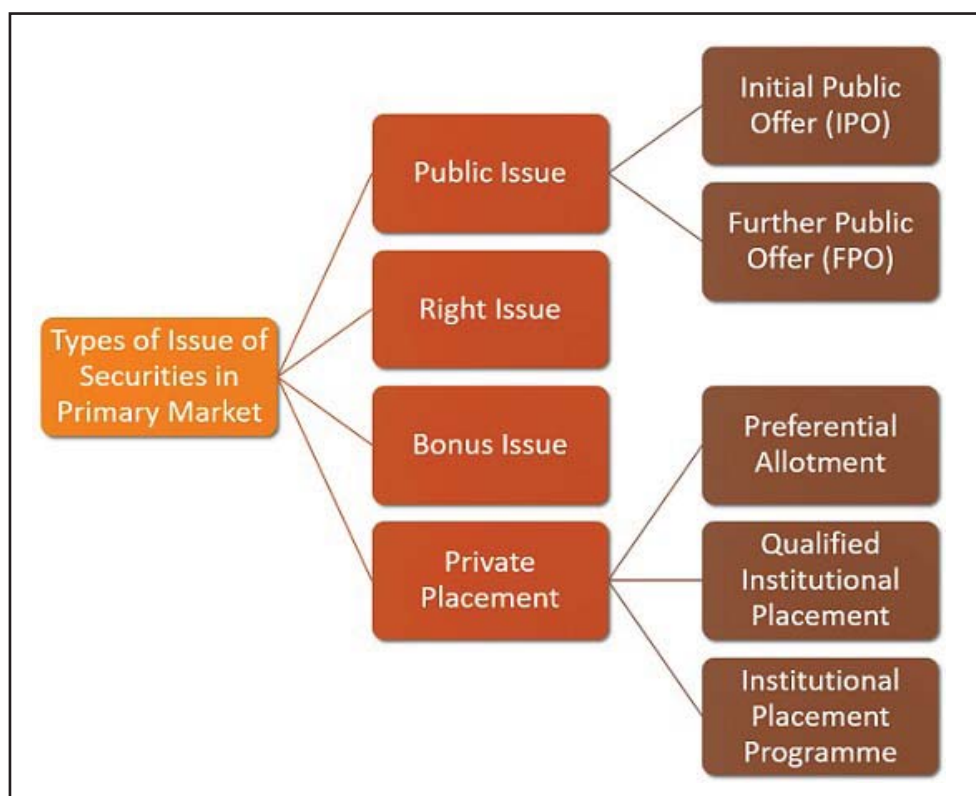 Types of Issue of
Securities in
Primary Market
Public Issue
Initial Public
Offer (IPO)
Further Public
Offer (FPO)
Right Issue
Bonus Issue
Private
Placement
Preferential
Allotment
Qualified
Institutional
Placement
Institutional
Placement
Programme